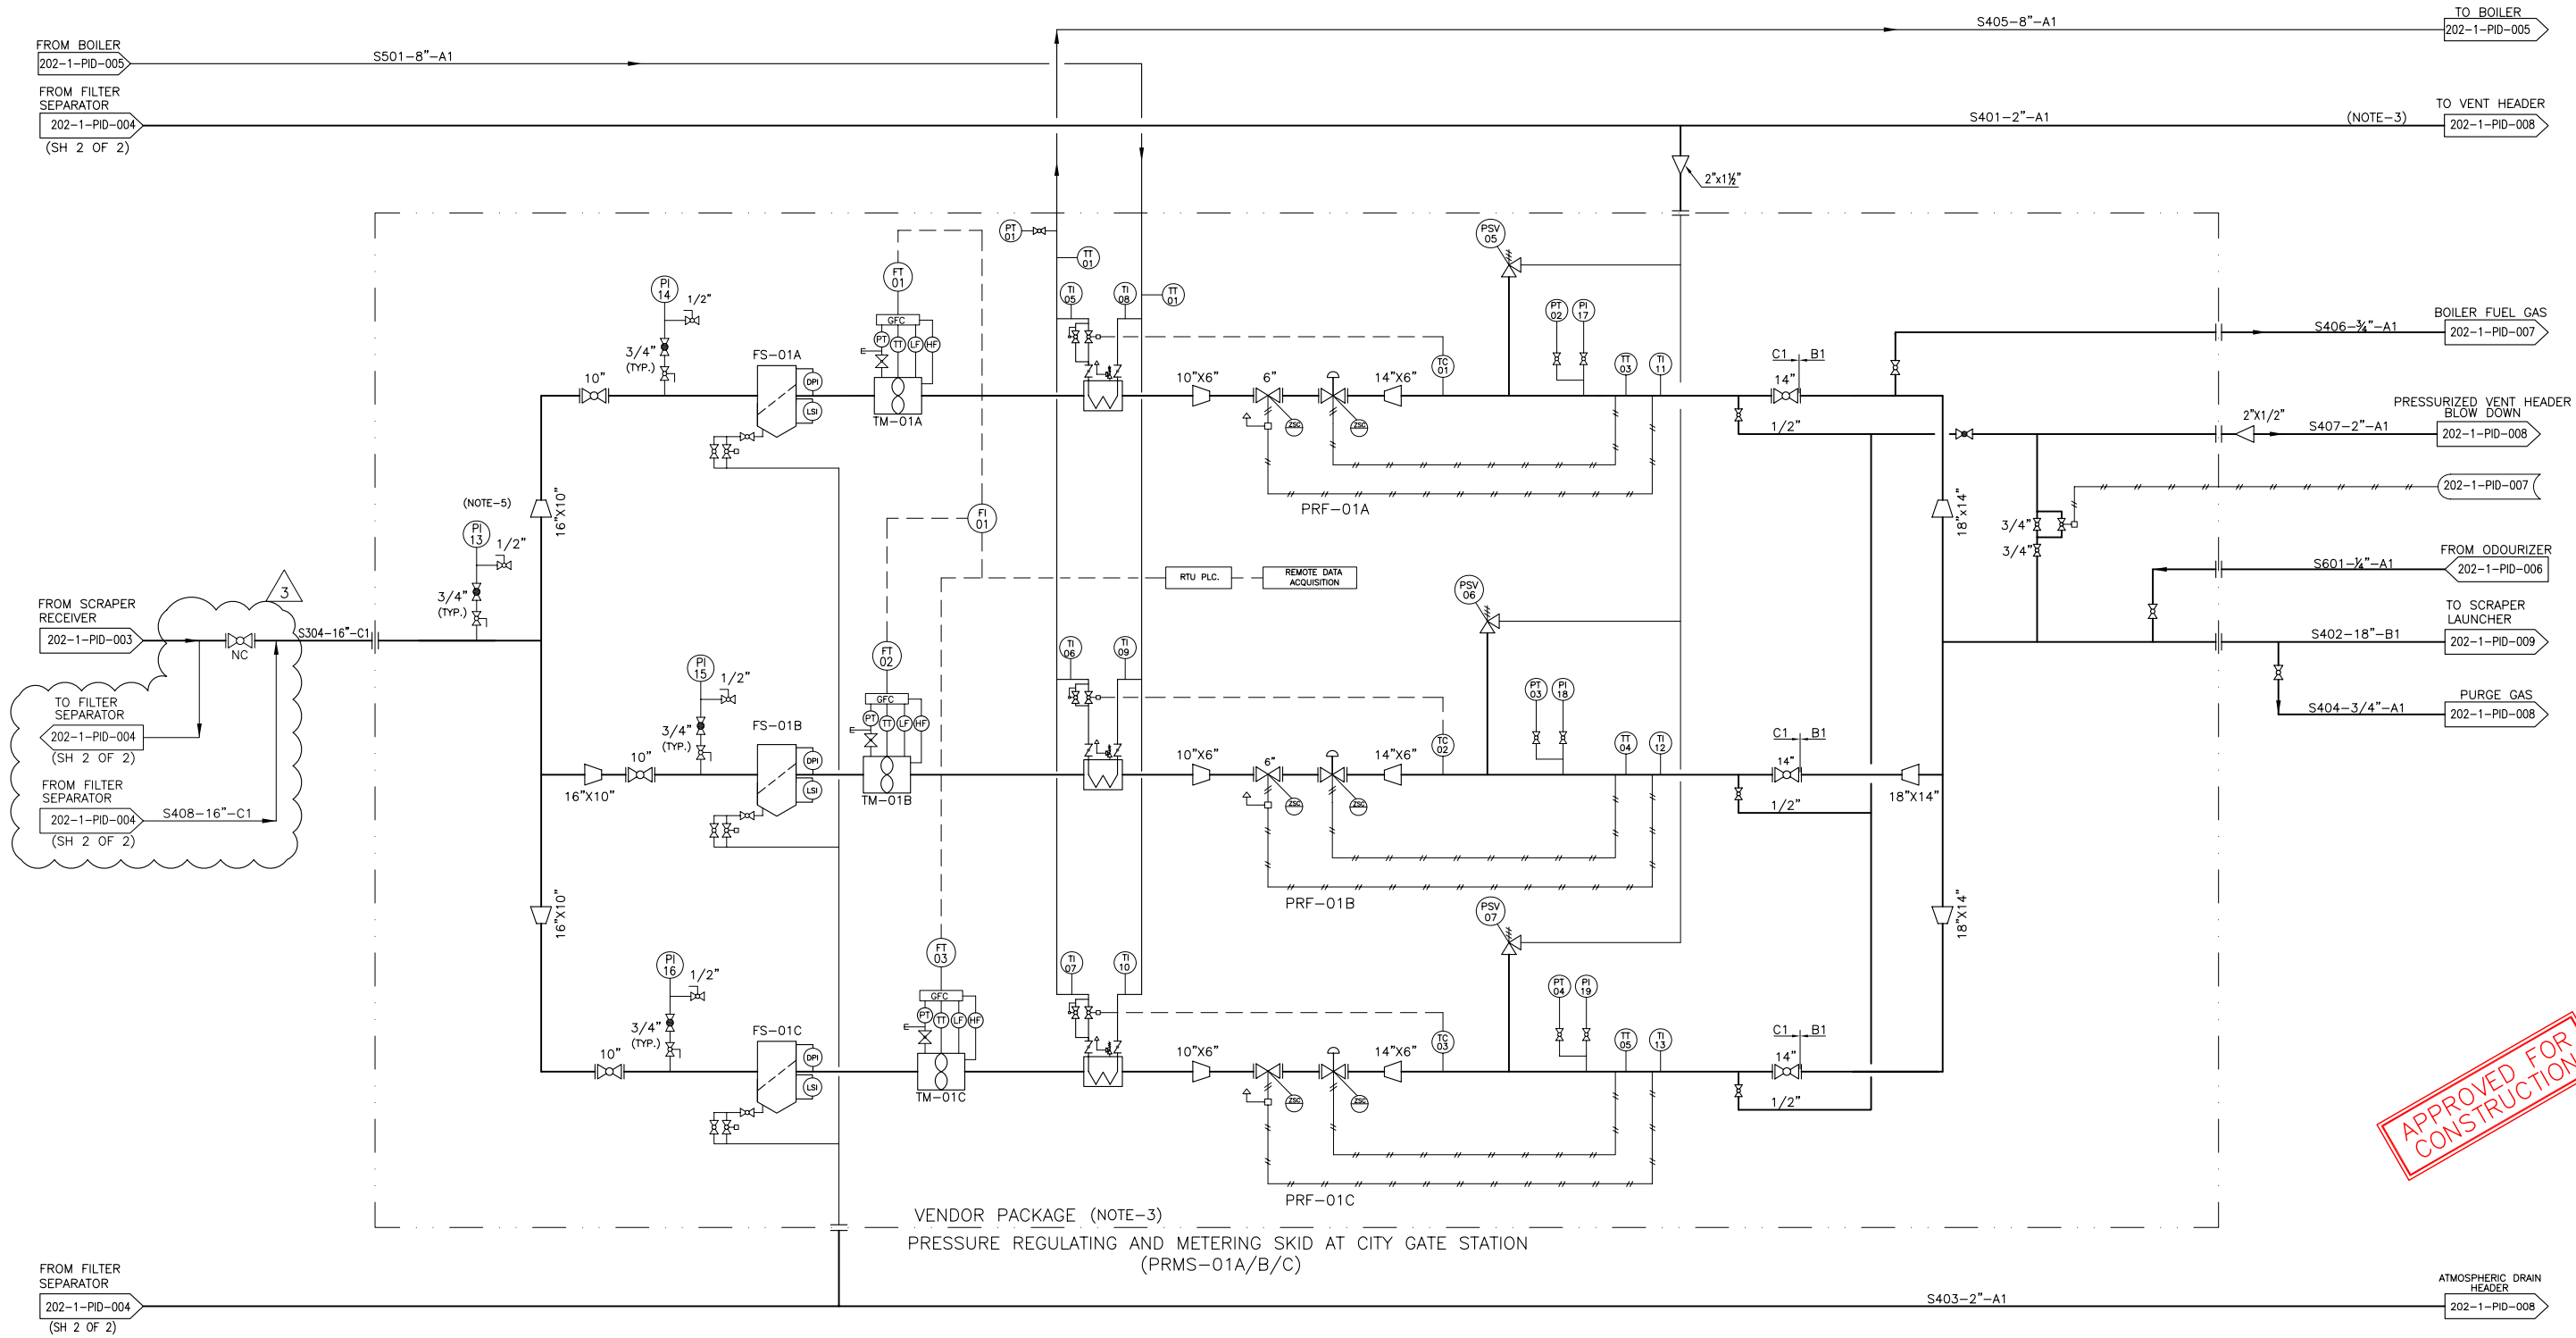 S405-8"-A1
TO BOILER
202-1-PID-005
FROM BOILER
202-1-PID-005
S501-8"-A1
FROM FILTER
SEPARATOR
202-1-PID-004
(SH 2 OF 2)
S401-2"-A1
(NOTE-3)
TO VENT HEADER
202-1-PID-008
2"x1½"
PT
01
TT
01
TI
05
TI
08
TT
01
PSV
05
FT
01
GFC
PT
TT
LF
HF
PI
14
1/2"
3/4"
(TYP.)
10"
FS-01A
DPI
LSI
TM-01A
10"X6"
6"
ZSC
ZSC
14"X6"
TC
01
PT
02
PI
17
TT
03
TI
11
C1
B1
14"
1/2"
PRF-01A
BOILER FUEL GAS
S406-¾"-A1
202-1-PID-007
PRESSURIZED VENT HEADER
BLOW DOWN
2"X1/2"
S407-2"-A1
202-1-PID-008
202-1-PID-007
3/4"
3/4"
16"X10"
18"x14"
(NOTE-5)
PI
13
1/2"
3/4"
(TYP.)
FI
01
RTU PLC.
REMOTE DATA
ACQUISITION
FROM ODOURIZER
S601-¼"-A1
202-1-PID-006
3
FROM SCRAPER
RECEIVER
202-1-PID-003
NC
S304-16"-C1
TO SCRAPER
LAUNCHER
S402-18"-B1
202-1-PID-009
TO FILTER
SEPARATOR
202-1-PID-004
(SH 2 OF 2)
FROM FILTER
SEPARATOR
202-1-PID-004
S408-16"-C1
(SH 2 OF 2)
PURGE GAS
S404-3/4"-A1
202-1-PID-008
PI
15
1/2"
3/4"
(TYP.)
16"X10"
10"
FS-01B
DPI
LSI
FT
02
GFC
PT
TT
LF
HF
TM-01B
TI
06
TI
09
PSV
06
10"X6"
6"
ZSC
ZSC
14"X6"
TC
02
PT
03
PI
18
TT
04
TI
12
C1
B1
14"
18"X14"
1/2"
PRF-01B
16"X10"
18"X14"
PI
16
1/2"
3/4"
(TYP.)
10"
FS-01C
DPI
LSI
FT
03
GFC
PT
TT
LF
HF
TM-01C
TI
07
TI
10
PSV
07
10"X6"
ZSC
ZSC
14"X6"
TC
03
PT
04
PI
19
TT
05
TI
13
C1
B1
14"
1/2"
PRF-01C
APPROVED FOR
CONSTRUCTION
VENDOR PACKAGE (NOTE-3)
PRESSURE REGULATING AND METERING SKID AT CITY GATE STATION
(PRMS-01A/B/C)
FROM FILTER
SEPARATOR
202-1-PID-004
(SH 2 OF 2)
S403-2"-A1
ATMOSPHERIC DRAIN
HEADER
202-1-PID-008